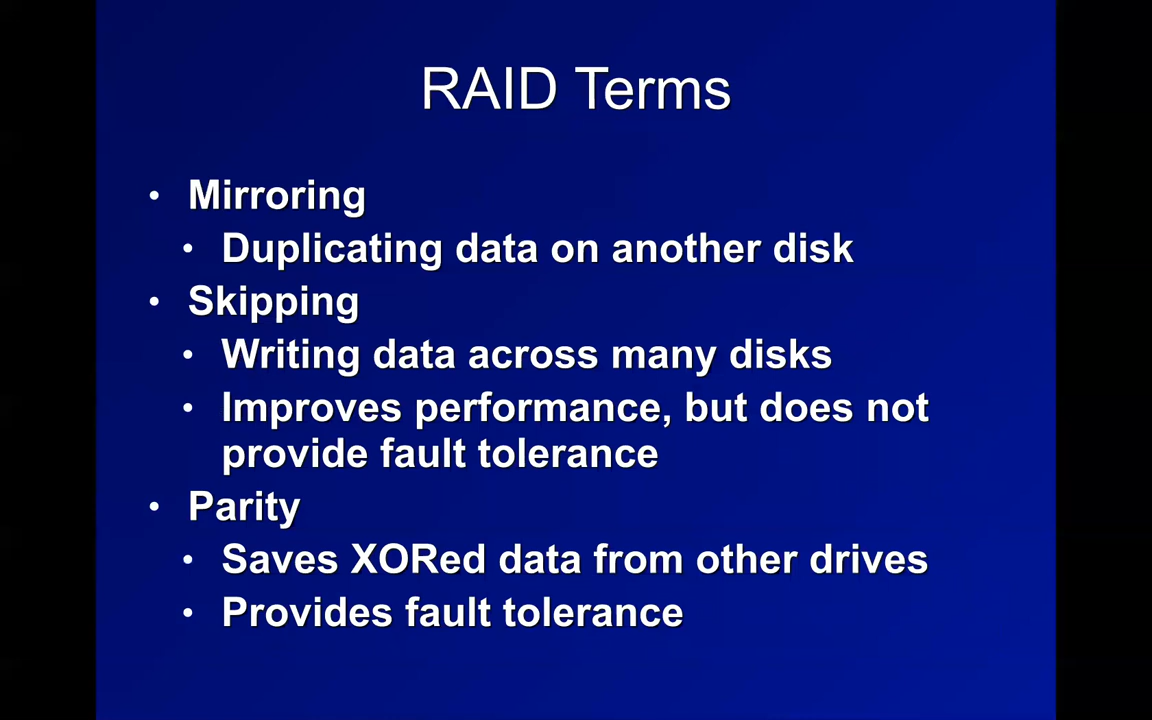 RAID Terms
• Mirroring
• Duplicating data on another disk
• Skipping
• Writing data across many disks
• Improves performance, but does not
provide fault tolerance
• Parity
• Saves XORed data from other drives
• Provides fault tolerance